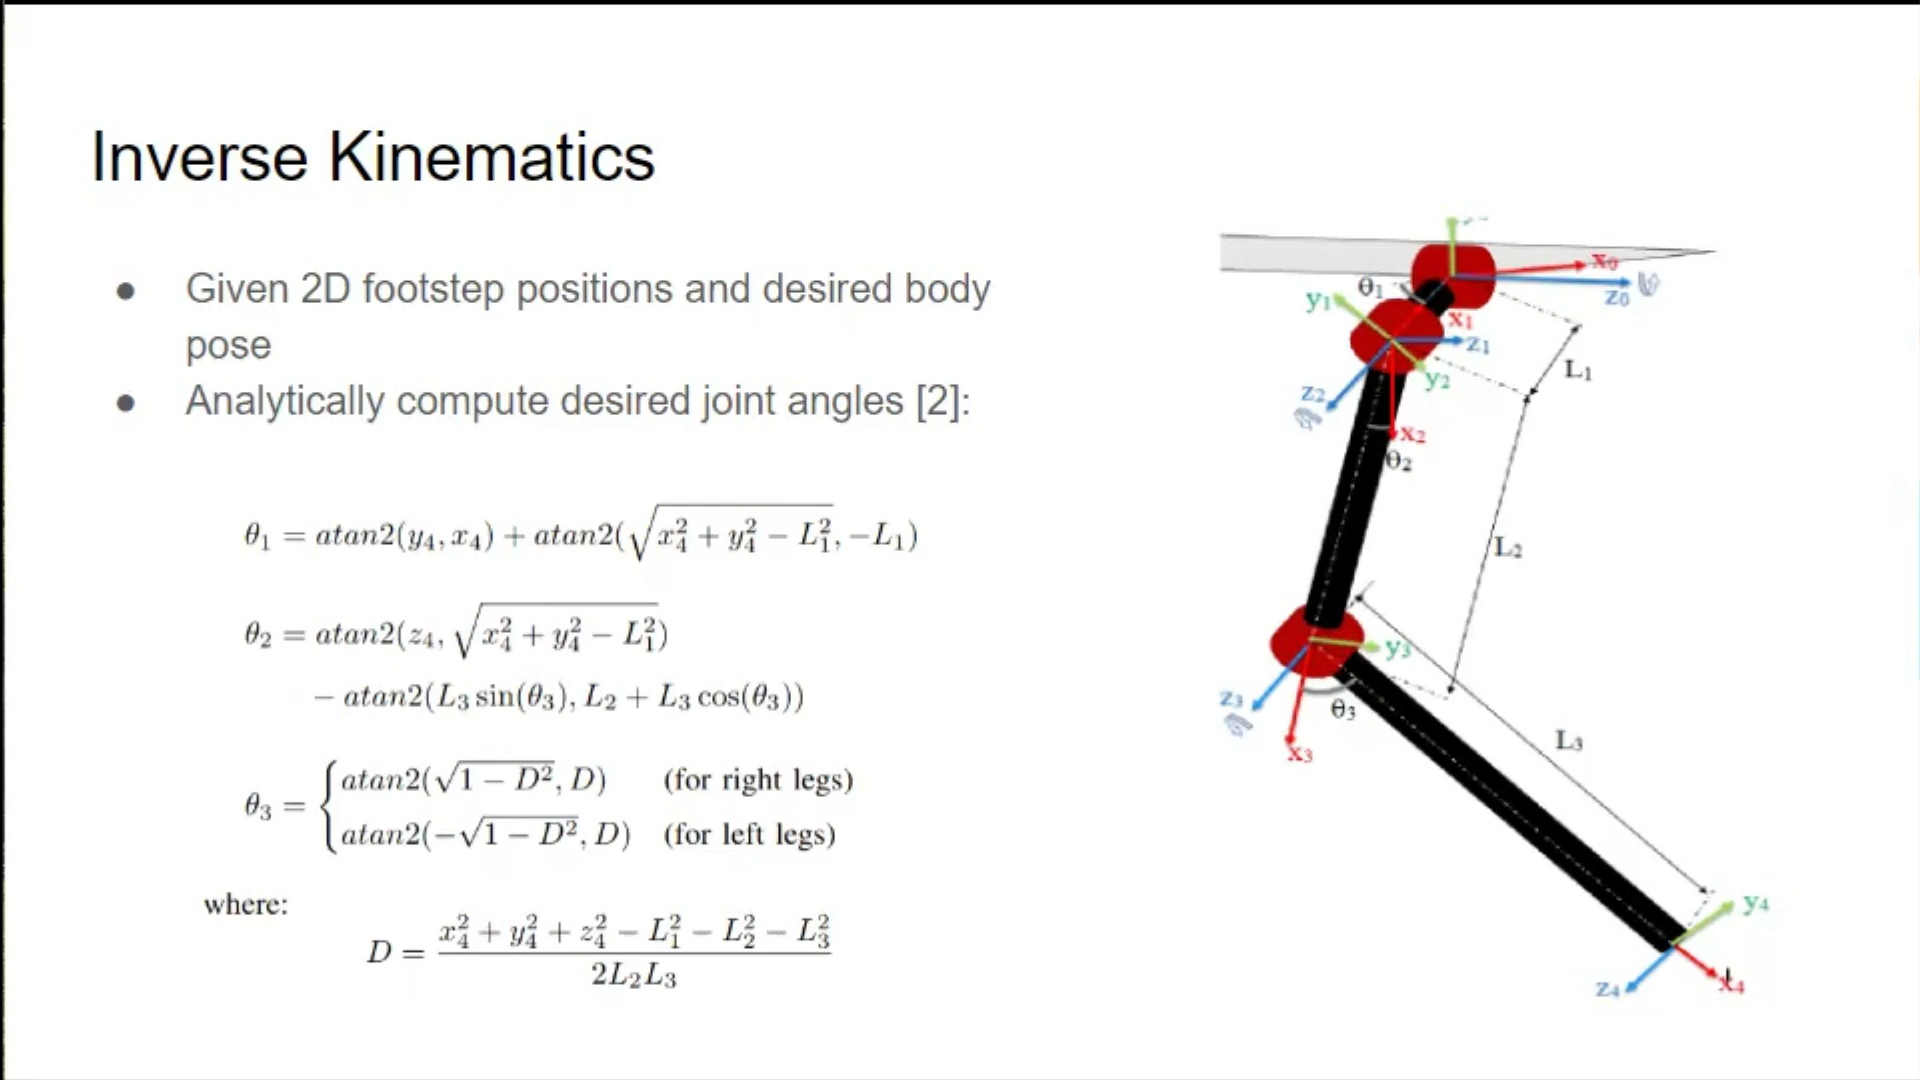 Inverse Kinematics
● Given 2D footstep positions and desired body
pose
● Analytically compute desired joint angles [2]:
θ₁ = atan2(y₄, x₄) + atan2(√(x₄² + y₄² − L₁²), −L₁)
θ₂ = atan2(z₄, √(x₄² + y₄² − L₁²))
− atan2(L₃ sin(θ₃), L₂ + L₃ cos(θ₃))
θ₃ = { atan2(√(1 − D²), D) (for right legs)
atan2(−√(1 − D²), D) (for left legs)
where:
D = (x₄² + y₄² + z₄² − L₁² − L₂² − L₃²) / (2L₂L₃)
x₀
z₀
θ₁
y₁
x₁
z₁
L₁
y₂
z₂
x₂
θ₂
L₂
y₃
z₃
θ₃
x₃
L₃
y₄
z₄
x₄